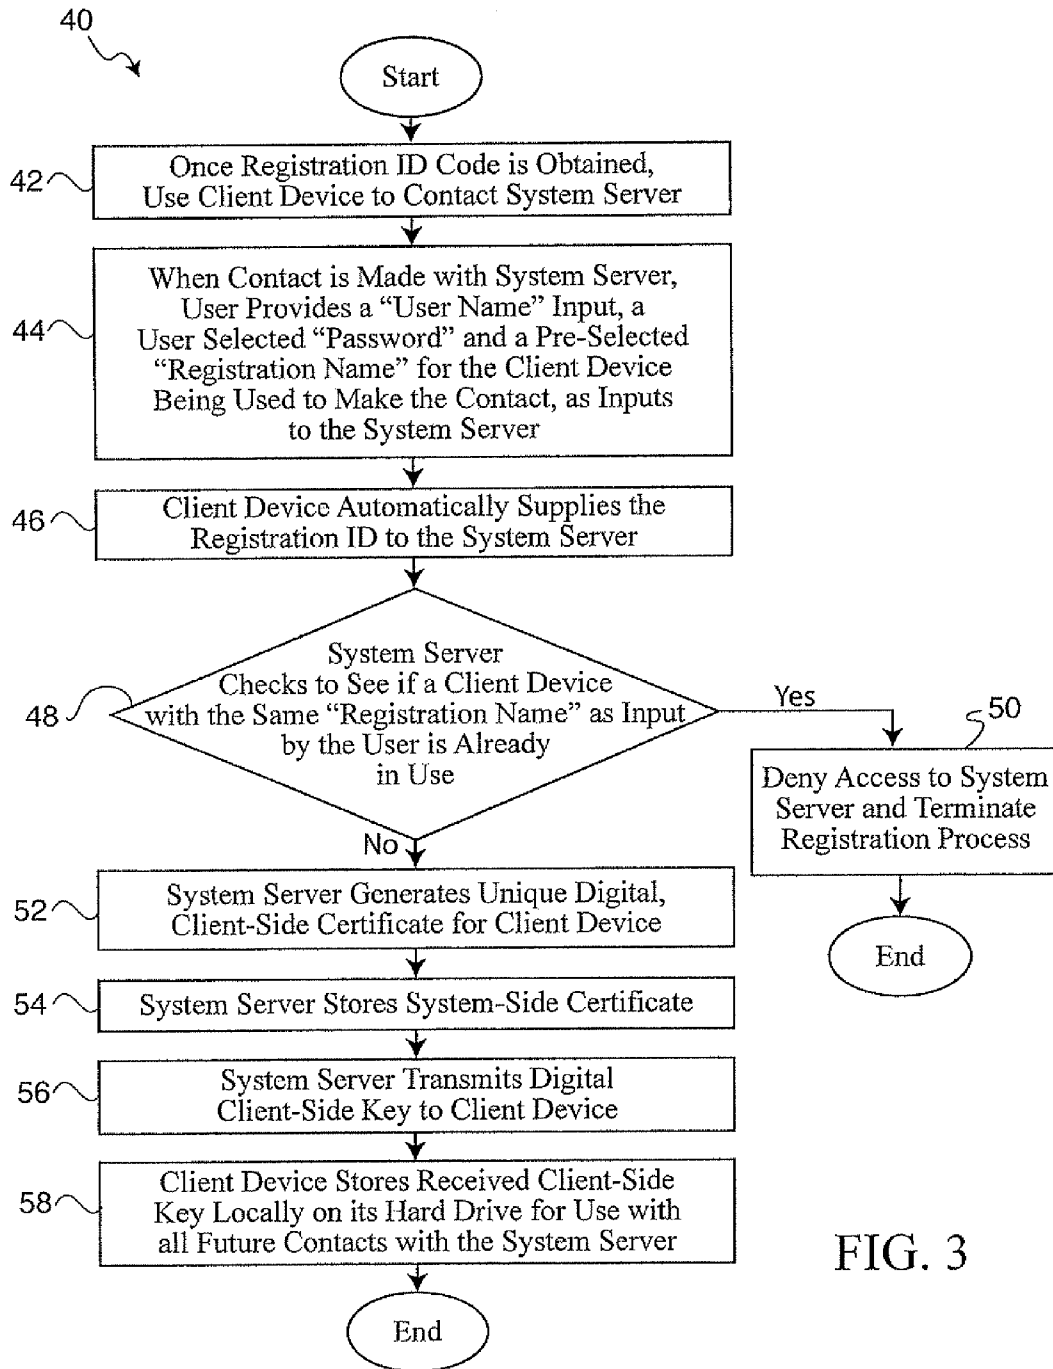 40
Start
42
Once Registration ID Code is Obtained,
Use Client Device to Contact System Server
44
When Contact is Made with System Server,
User Provides a “User Name” Input, a
User Selected “Password” and a Pre-Selected
“Registration Name” for the Client Device
Being Used to Make the Contact, as Inputs
to the System Server
46
Client Device Automatically Supplies the
Registration ID to the System Server
48
System Server
Checks to See if a Client Device
with the Same “Registration Name” as Input
by the User is Already
in Use
Yes
50
Deny Access to System
Server and Terminate
Registration Process
End
No
52
System Server Generates Unique Digital,
Client-Side Certificate for Client Device
54
System Server Stores System-Side Certificate
56
System Server Transmits Digital
Client-Side Key to Client Device
58
Client Device Stores Received Client-Side
Key Locally on its Hard Drive for Use with
all Future Contacts with the System Server
End
FIG. 3